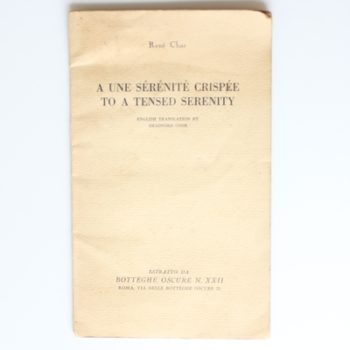 René Char
A UNE SÉRÉNITÉ CRISPÉE
TO A TENSED SERENITY
ENGLISH TRANSLATION BY
BRADFORD COOK
ESTRATTO DA
BOTTEGHE OSCURE N. XXII
ROMA, VIA DELLE BOTTEGHE OSCURE 32